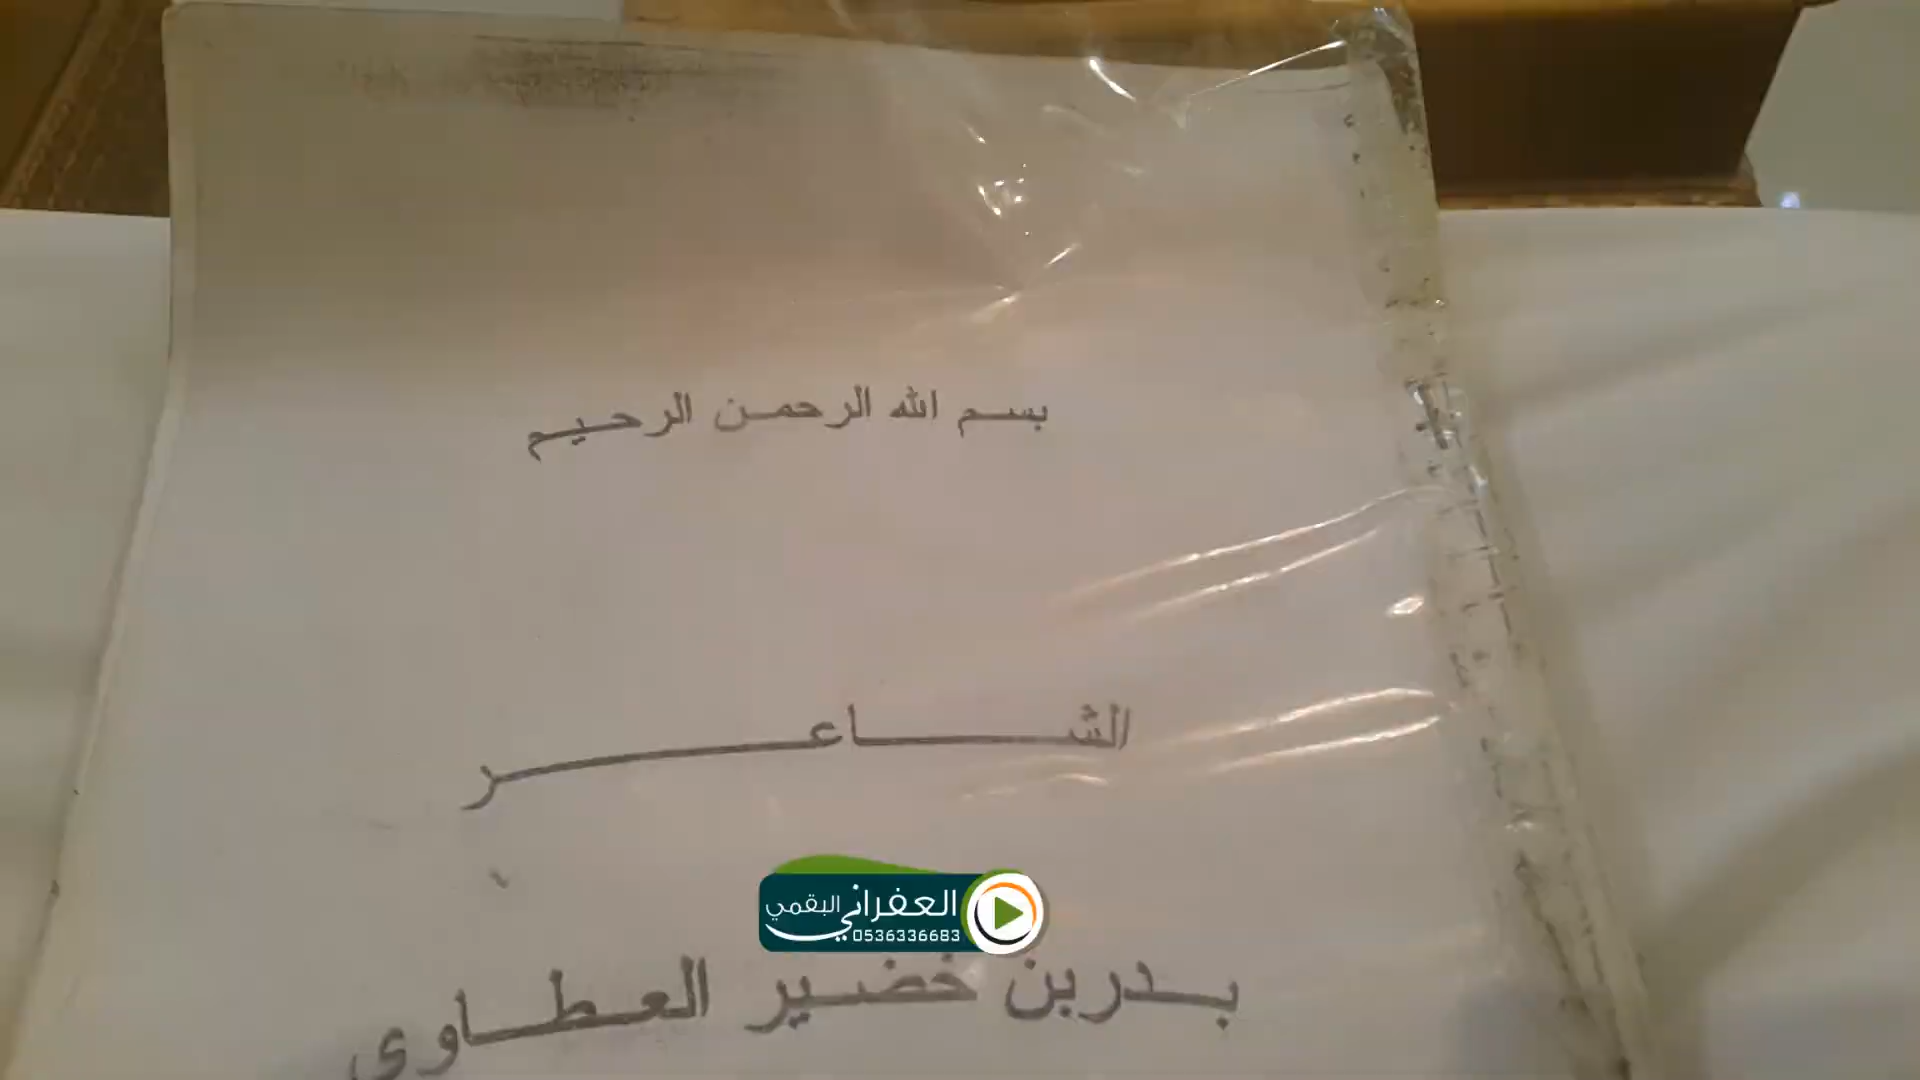 بسم الله الرحمن الرحيم
الشاعر
العفراني البقمي
0536336683
بدر بن خضير العطاوي